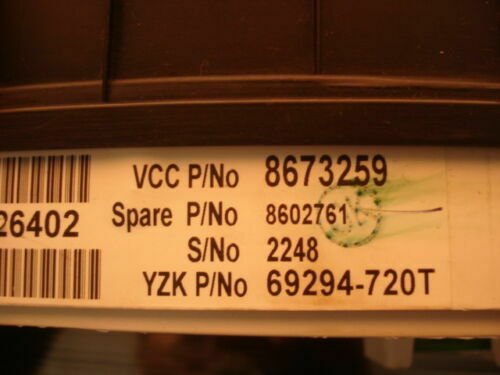 VCC P/No 8673259
26402
Spare P/No 8602761
S/No 2248
YZK P/No 69294-720T